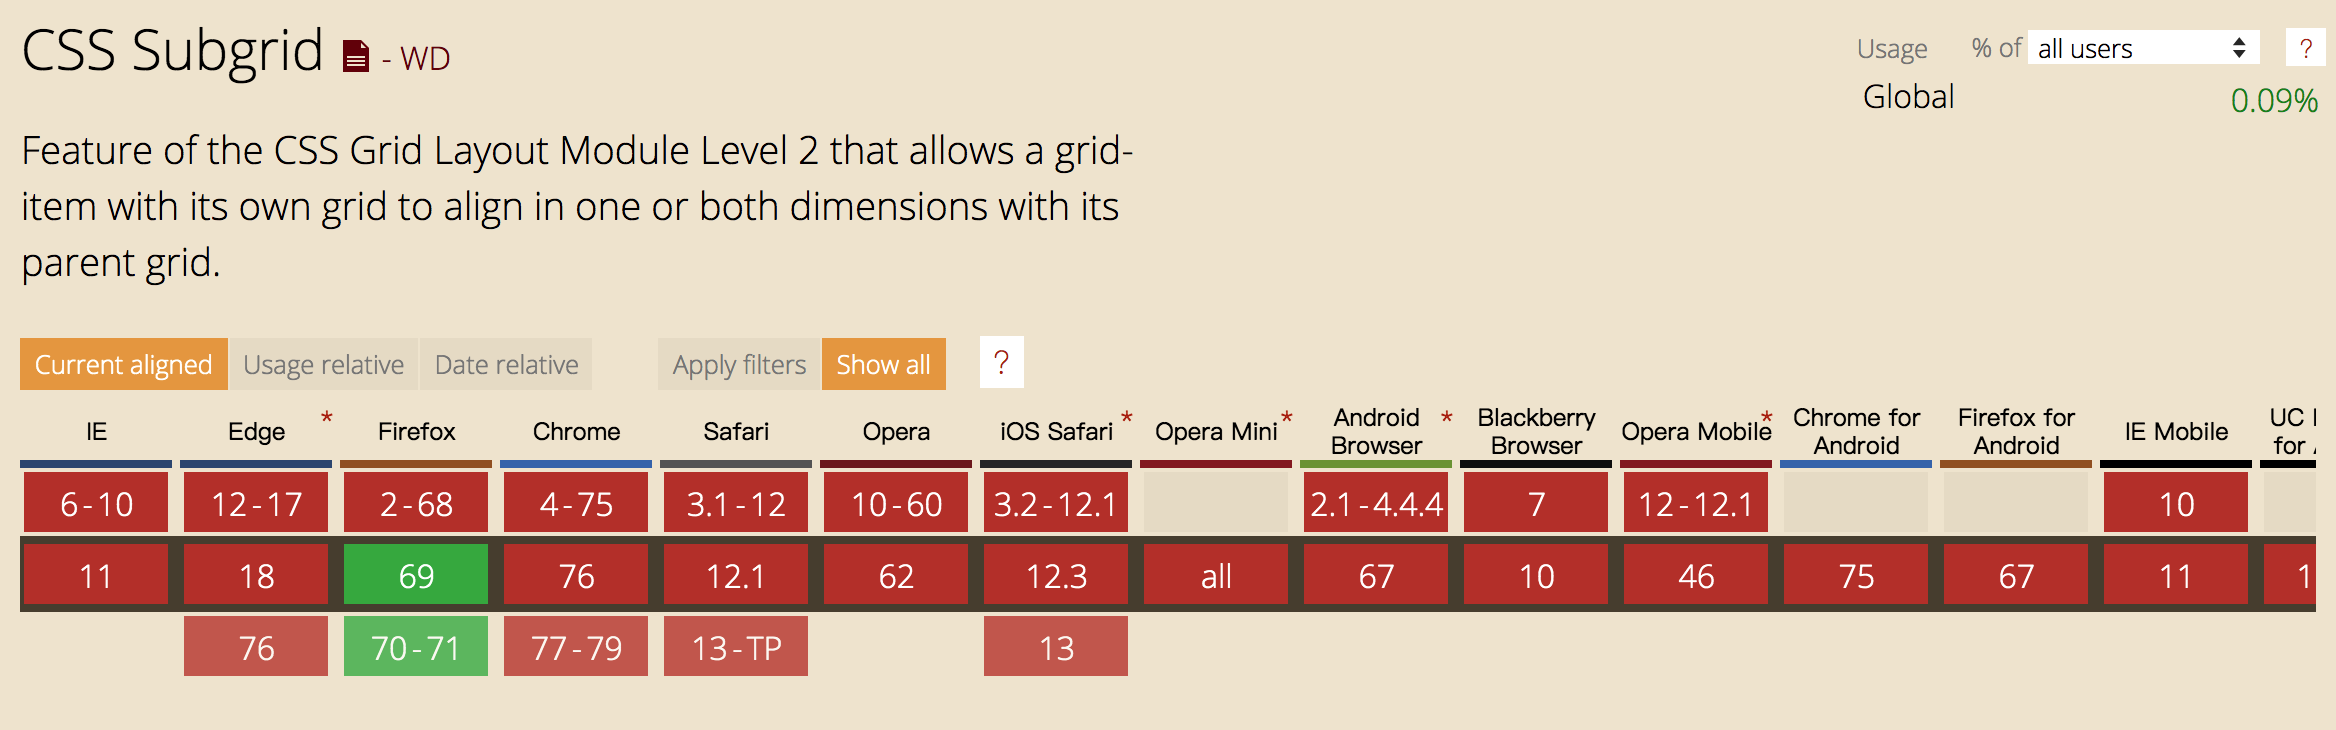 CSS Subgrid - WD
Usage % of all users ?
Global 0.09%
Feature of the CSS Grid Layout Module Level 2 that allows a grid-
item with its own grid to align in one or both dimensions with its
parent grid.
Current aligned Usage relative Date relative Apply filters Show all ?
IE Edge * Firefox Chrome Safari Opera iOS Safari * Opera Mini * Android Browser * Blackberry Browser Opera Mobile * Chrome for Android Firefox for Android IE Mobile UC for
6-10 12-17 2-68 4-75 3.1-12 10-60 3.2-12.1 2.1-4.4.4 7 12-12.1 10
11 18 69 76 12.1 62 12.3 all 67 10 46 75 67 11
76 70-71 77-79 13-TP 13